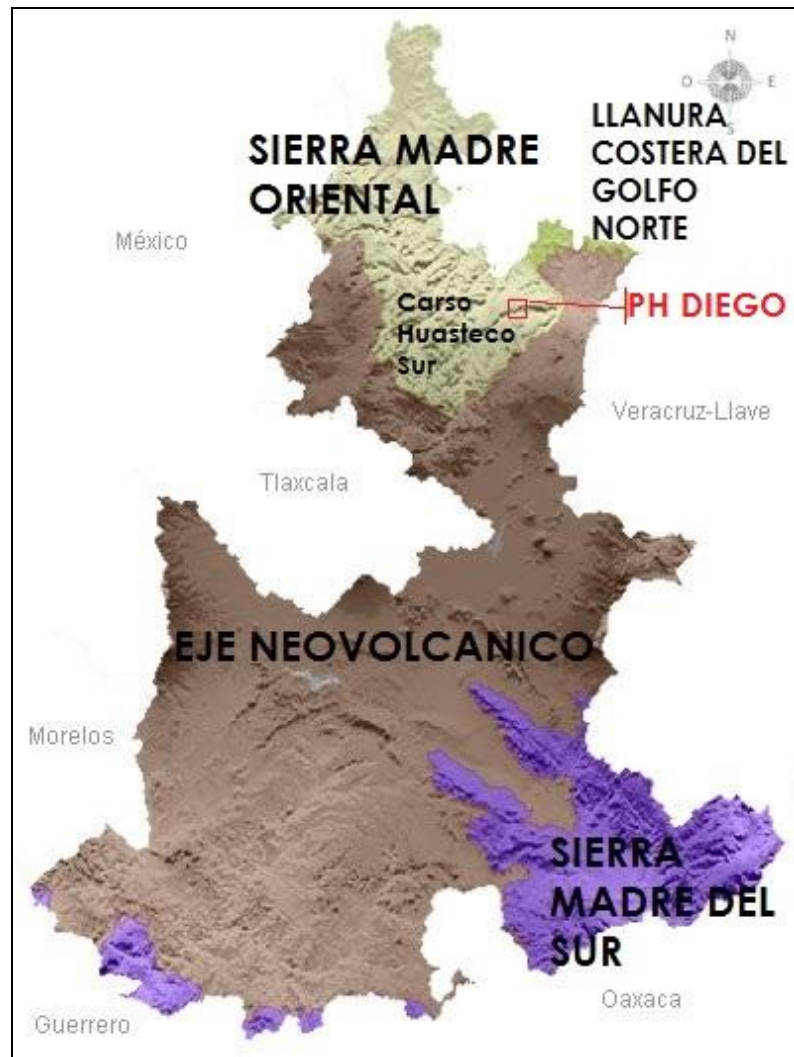 N
O
E
S
SIERRA MADRE
ORIENTAL
LLANURA
COSTERA DEL
GOLFO
NORTE
México
Carso
Huasteco
Sur
PH DIEGO
Veracruz-Llave
Tlaxcala
EJE NEOVOLCANICO
Morelos
SIERRA
MADRE DEL
SUR
Oaxaca
Guerrero